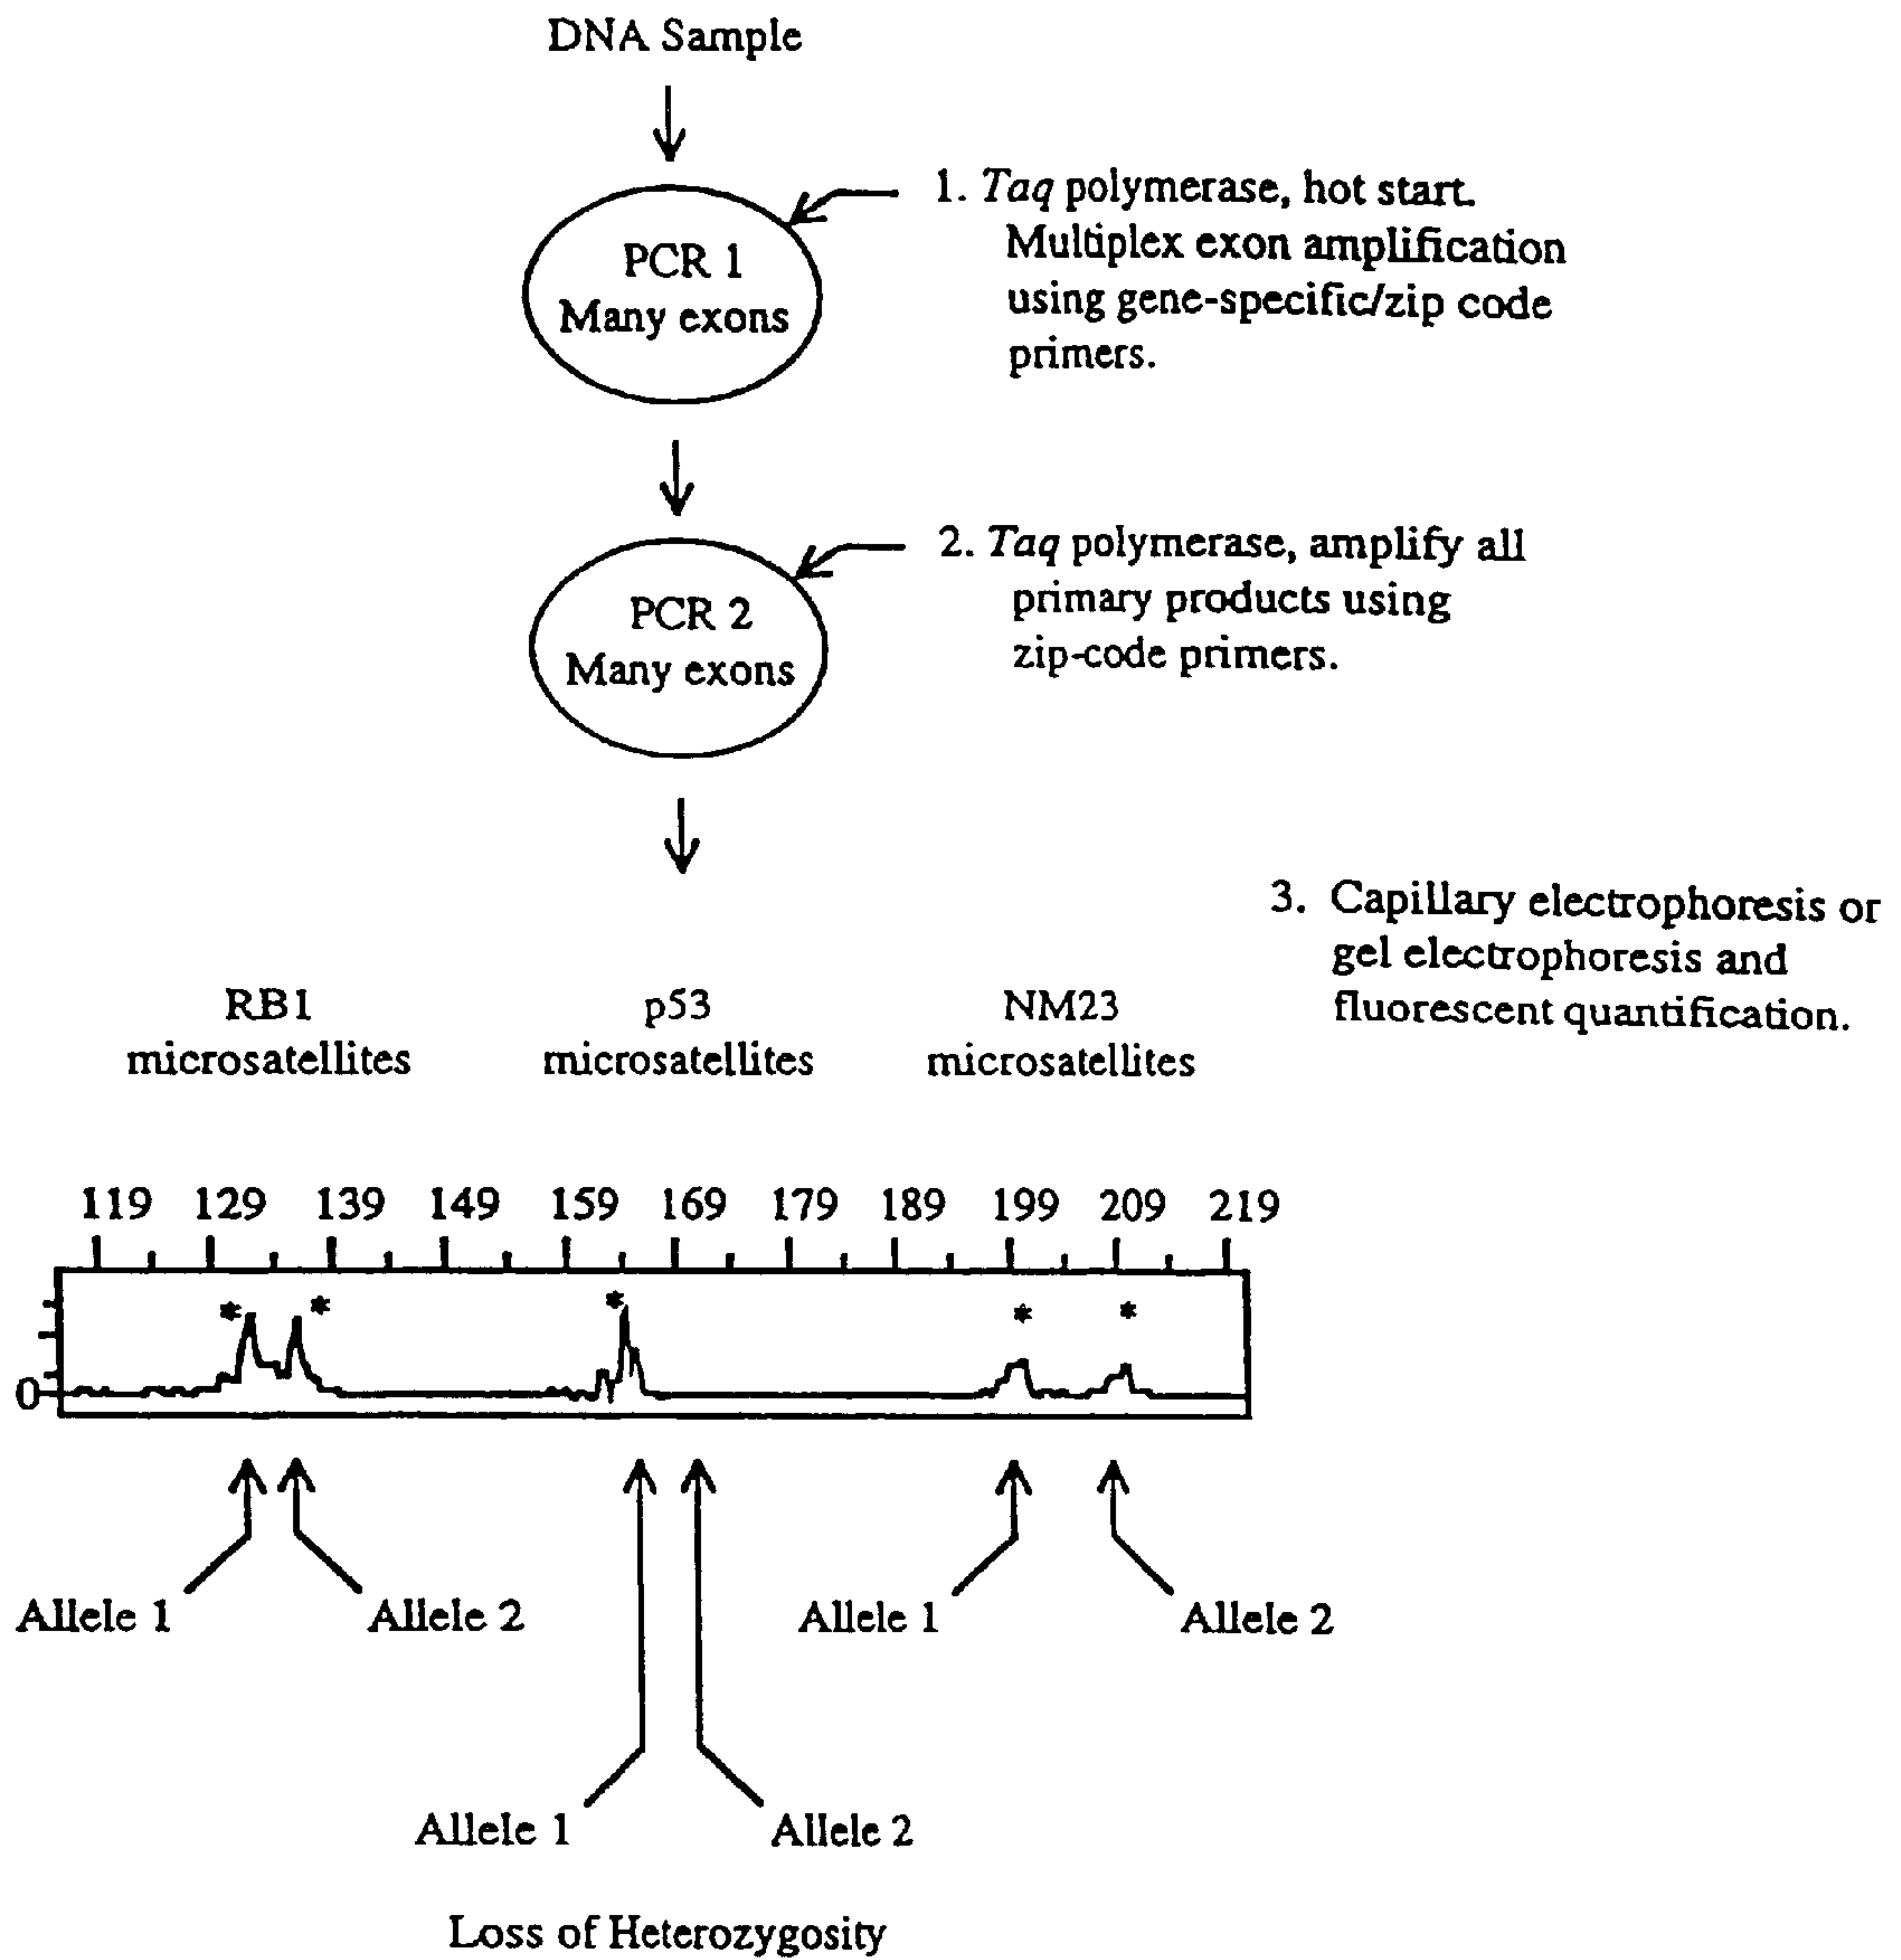 DNA Sample
PCR 1
Many exons
1. Taq polymerase, hot start.
Multiplex exon amplification
using gene-specific/zip code
primers.
PCR 2
Many exons
2. Taq polymerase, amplify all
primary products using
zip-code primers.
3. Capillary electrophoresis or
gel electrophoresis and
fluorescent quantification.
RB1
microsatellites
p53
microsatellites
NM23
microsatellites
119 129 139 149 159 169 179 189 199 209 219
* * * * *
0
Allele 1 Allele 2 Allele 1 Allele 2
Allele 1 Allele 2
Loss of Heterozygosity